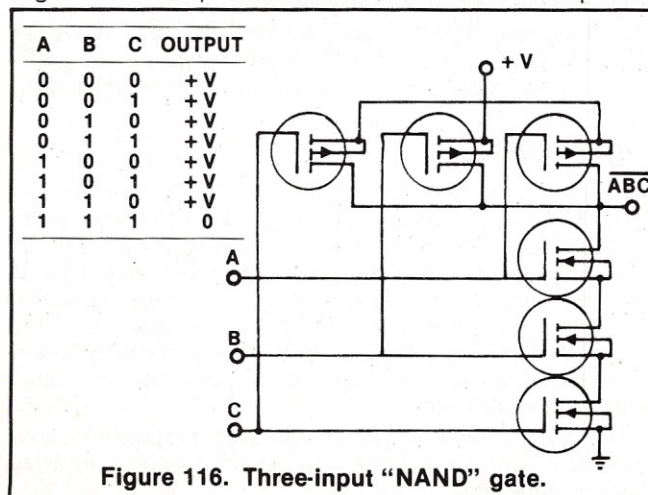 A B C OUTPUT
0 0 0 +V
0 0 1 +V
0 1 0 +V
0 1 1 +V
1 0 0 +V
1 0 1 +V
1 1 0 +V
1 1 1 0
+V
ABC
A
B
C
Figure 116. Three-input “NAND” gate.